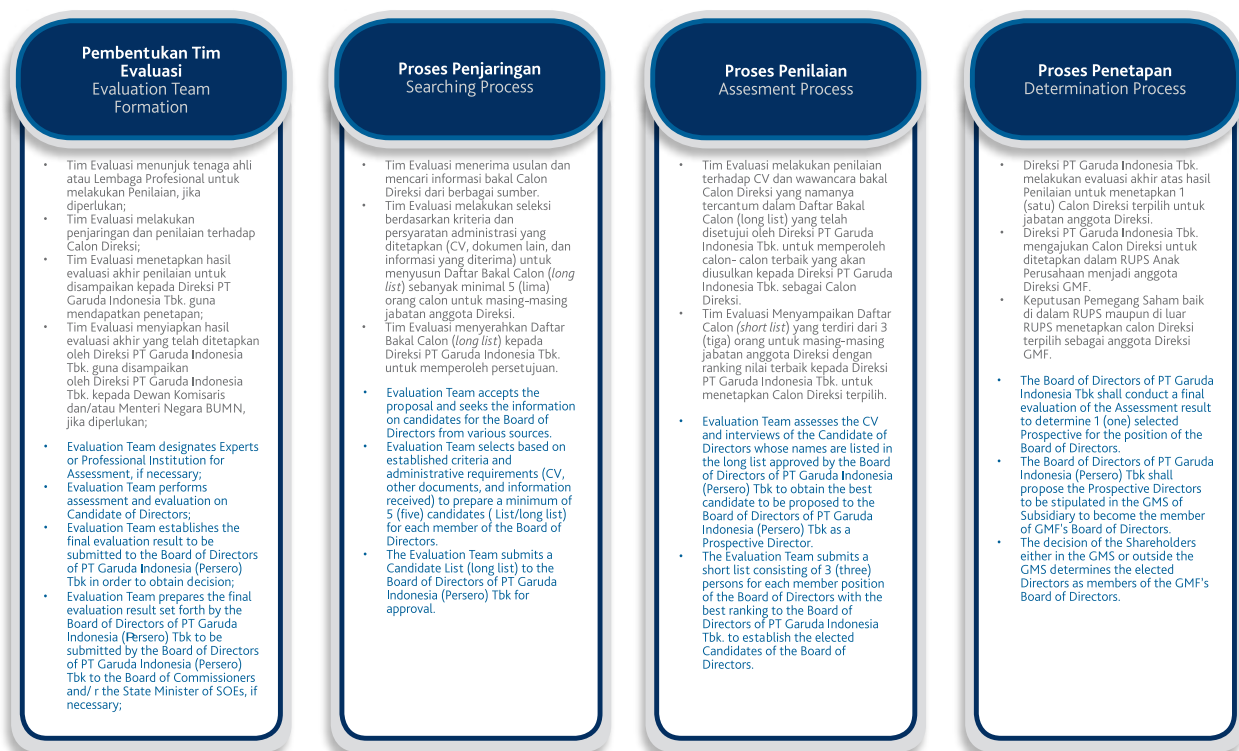 Pembentukan Tim
Evaluasi
Evaluation Team
Formation
• Tim Evaluasi menunjuk tenaga ahli
atau Lembaga Profesional untuk
melakukan Penilaian, jika
diperlukan;
• Tim Evaluasi melakukan
penjaringan dan penilaian terhadap
Calon Direksi;
• Tim Evaluasi menetapkan hasil
evaluasi akhir penilaian untuk
disampaikan kepada Direksi PT
Garuda Indonesia Tbk. guna
mendapatkan penetapan;
• Tim Evaluasi menyiapkan hasil
evaluasi akhir yang telah ditetapkan
oleh Direksi PT Garuda Indonesia
Tbk. guna disampaikan
oleh Direksi PT Garuda Indonesia
Tbk. kepada Dewan Komisaris
dan/atau Menteri Negara BUMN,
jika diperlukan;
• Evaluation Team designates Experts
or Professional Institution for
Assessment, if necessary;
• Evaluation Team performs
assessment and evaluation on
Candidate of Directors;
• Evaluation Team establishes the
final evaluation result to be
submitted to the Board of Directors
of PT Garuda Indonesia (Persero)
Tbk in order to obtain decision;
• Evaluation Team prepares the final
evaluation result set forth by the
Board of Directors of PT Garuda
Indonesia (Persero) Tbk to be
submitted by the Board of Directors
of PT Garuda Indonesia (Persero)
Tbk to the Board of Commissioners
and/ r the State Minister of SOEs, if
necessary;
Proses Penjaringan
Searching Process
• Tim Evaluasi menerima usulan dan
mencari informasi bakal Calon
Direksi dari berbagai sumber.
• Tim Evaluasi melakukan seleksi
berdasarkan kriteria dan
persyaratan administrasi yang
ditetapkan (CV, dokumen lain, dan
informasi yang diterima) untuk
menyusun Daftar Bakal Calon (long
list) sebanyak minimal 5 (lima)
orang calon untuk masing-masing
jabatan anggota Direksi.
• Tim Evaluasi menyerahkan Daftar
Bakal Calon (long list) kepada
Direksi PT Garuda Indonesia Tbk.
untuk memperoleh persetujuan.
• Evaluation Team accepts the
proposal and seeks the information
on candidates for the Board of
Directors from various sources.
• Evaluation Team selects based on
established criteria and
administrative requirements (CV,
other documents, and information
received) to prepare a minimum of
5 (five) candidates ( List/long list)
for each member of the Board of
Directors.
• The Evaluation Team submits a
Candidate List (long list) to the
Board of Directors of PT Garuda
Indonesia (Persero) Tbk for
approval.
Proses Penilaian
Assesment Process
• Tim Evaluasi melakukan penilaian
terhadap CV dan wawancara bakal
Calon Direksi yang namanya
tercantum dalam Daftar Bakal
Calon (long list) yang telah
disetujui oleh Direksi PT Garuda
Indonesia Tbk. untuk memperoleh
calon- calon terbaik yang akan
diusulkan kepada Direksi PT Garuda
Indonesia Tbk. sebagai Calon
Direksi.
• Tim Evaluasi Menyampaikan Daftar
Calon (short list) yang terdiri dari 3
(tiga) orang untuk masing-masing
jabatan anggota Direksi dengan
ranking nilai terbaik kepada Direksi
PT Garuda Indonesia Tbk. untuk
menetapkan Calon Direksi terpilih.
• Evaluation Team assesses the CV
and interviews of the Candidate of
Directors whose names are listed in
the long list approved by the Board
of Directors of PT Garuda Indonesia
(Persero) Tbk to obtain the best
candidate to be proposed to the
Board of Directors of PT Garuda
Indonesia (Persero) Tbk as a
Prospective Director.
• The Evaluation Team submits a
short list consisting of 3 (three)
persons for each member position
of the Board of Directors with the
best ranking to the Board of
Directors of PT Garuda Indonesia
Tbk. to establish the elected
Candidates of the Board of
Directors.
Proses Penetapan
Determination Process
• Direksi PT Garuda Indonesia Tbk.
melakukan evaluasi akhir atas hasil
Penilaian untuk menetapkan 1
(satu) Calon Direksi terpilih untuk
jabatan anggota Direksi.
• Direksi PT Garuda Indonesia Tbk.
mengajukan Calon Direksi untuk
ditetapkan dalam RUPS Anak
Perusahaan menjadi anggota
Direksi GMF.
• Keputusan Pemegang Saham baik
di dalam RUPS maupun di luar
RUPS menetapkan calon Direksi
terpilih sebagai anggota Direksi
GMF.
• The Board of Directors of PT Garuda
Indonesia Tbk shall conduct a final
evaluation of the Assessment result
to determine 1 (one) selected
Prospective for the position of the
Board of Directors.
• The Board of Directors of PT Garuda
Indonesia (Persero) Tbk shall
propose the Prospective Directors
to be stipulated in the GMS of
Subsidiary to become the member
of GMF's Board of Directors.
• The decision of the Shareholders
either in the GMS or outside the
GMS determines the elected
Directors as members of the GMF's
Board of Directors.